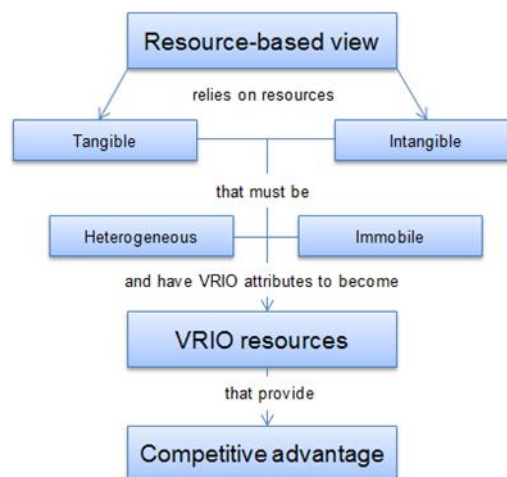 Resource-based view
relies on resources
Tangible
Intangible
that must be
Heterogeneous
Immobile
and have VRIO attributes to become
VRIO resources
that provide
Competitive advantage